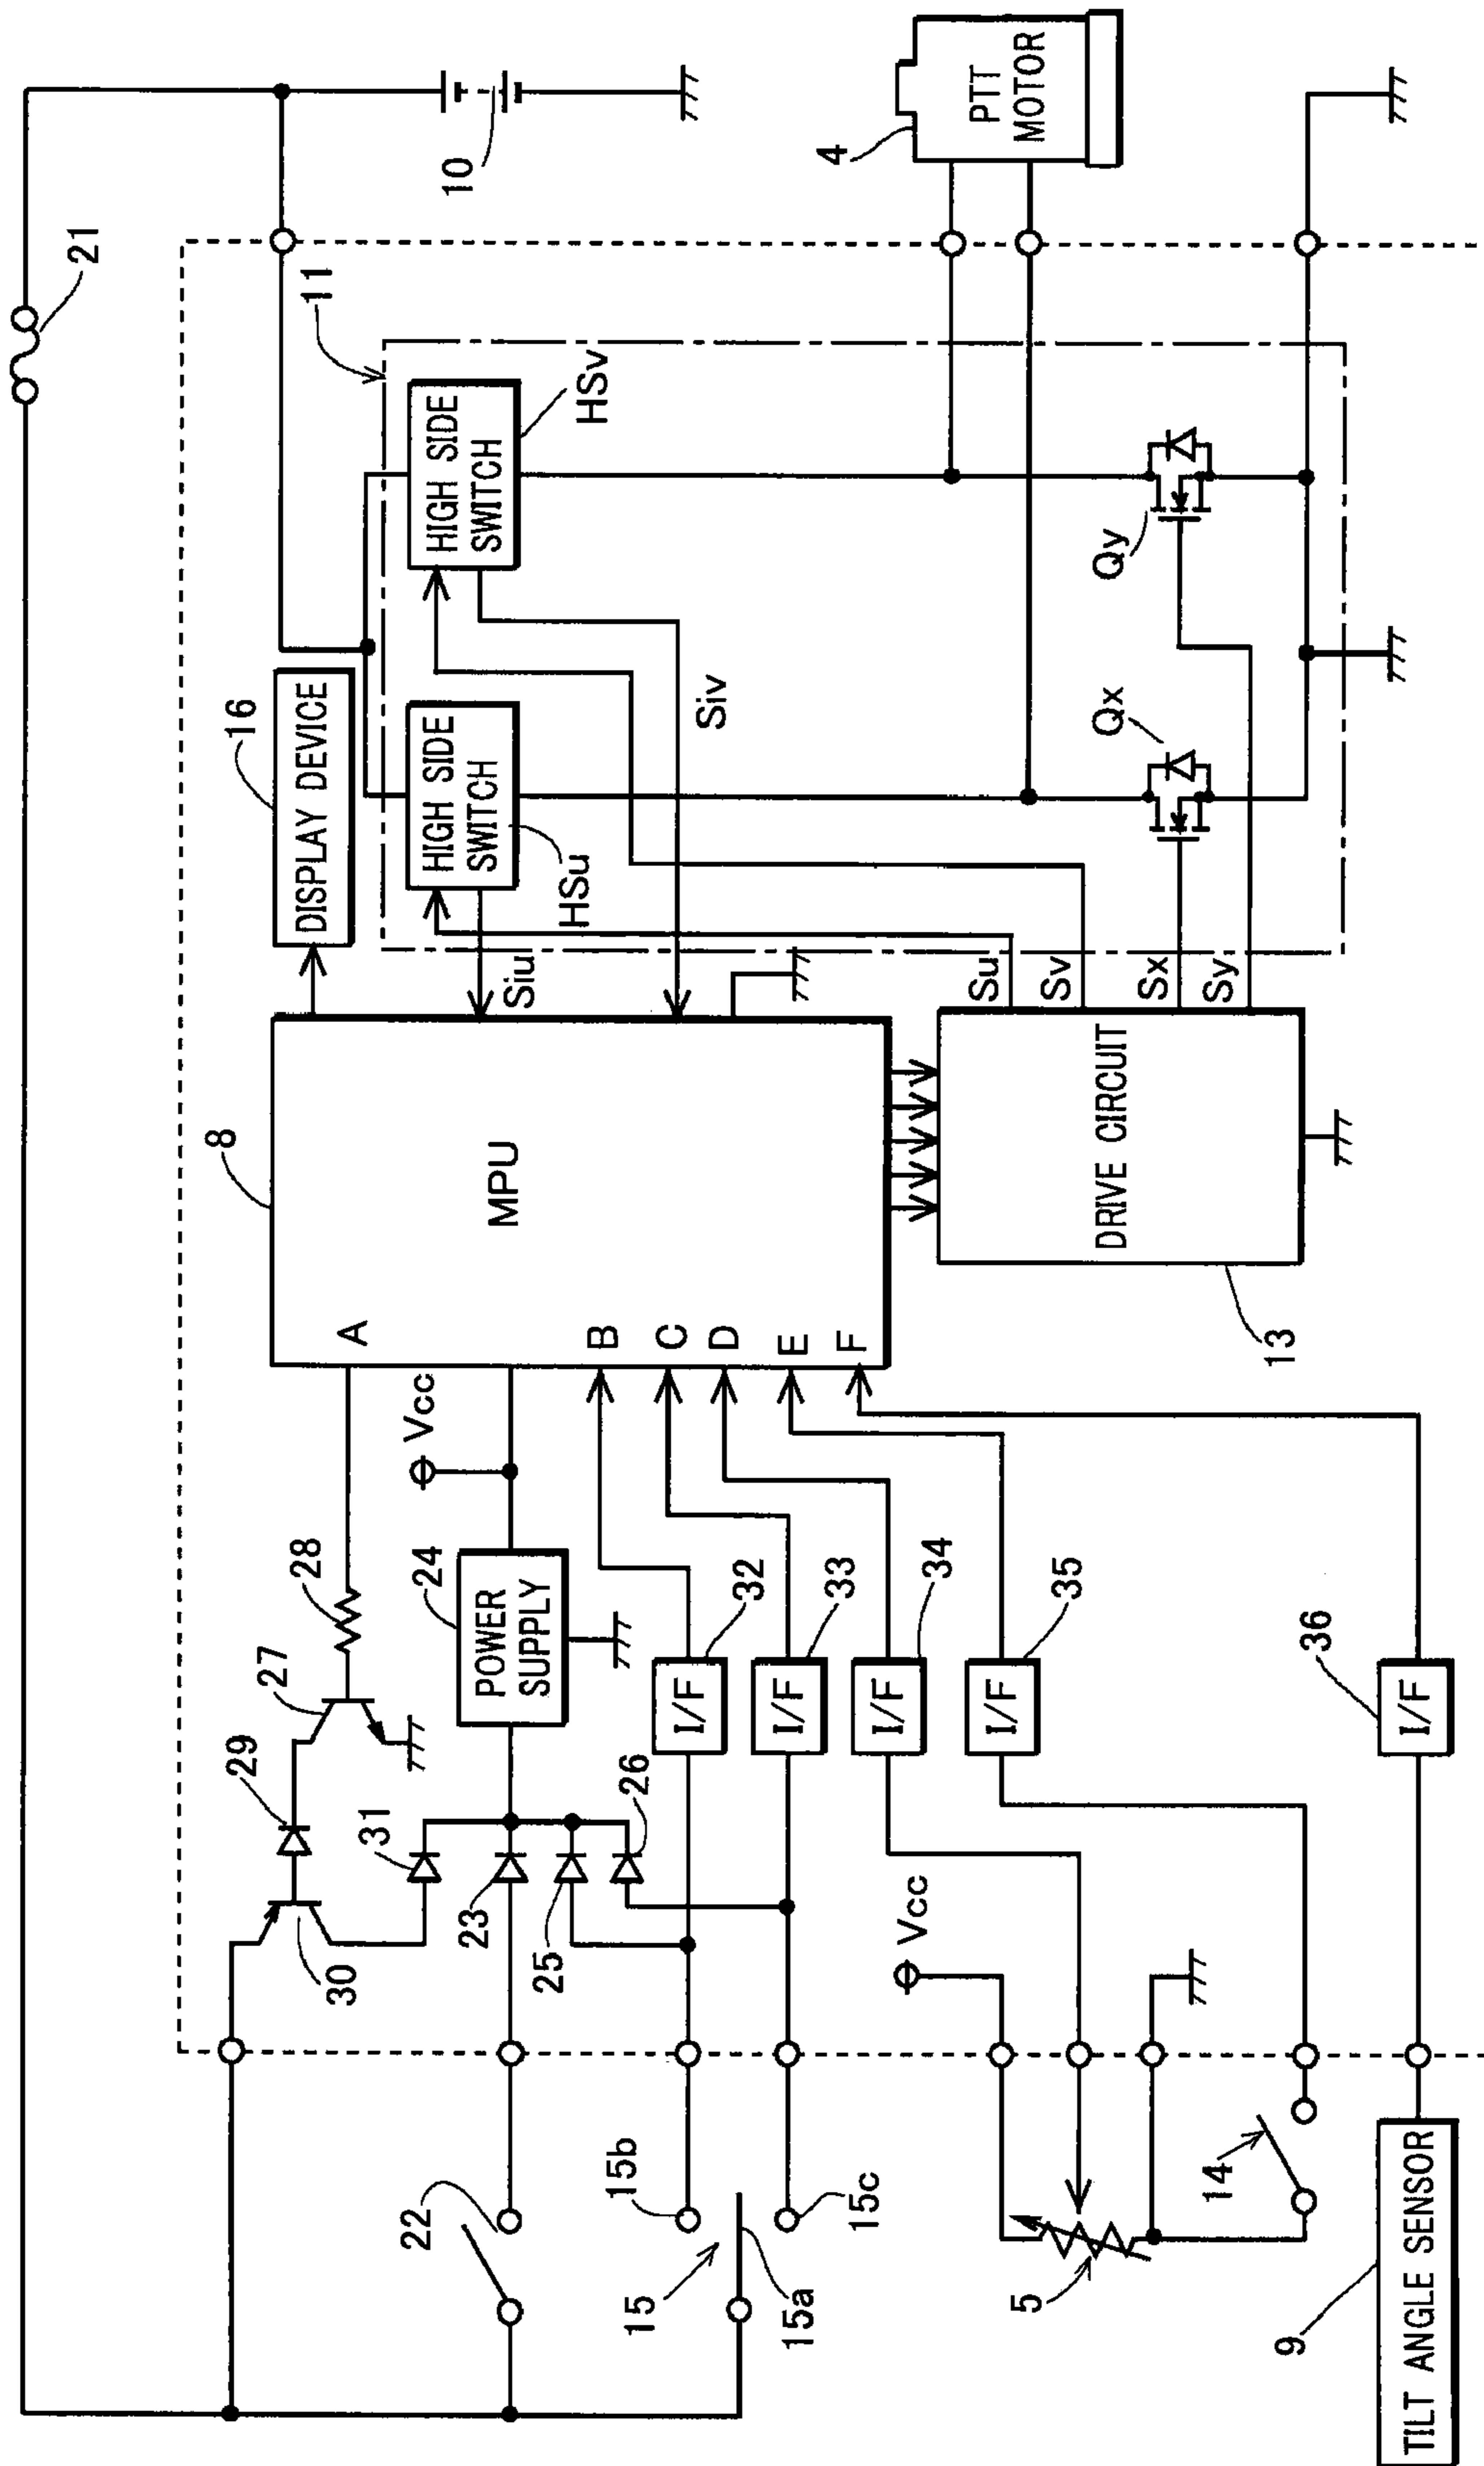 21
10
4
PTT
MOTOR
11
HIGH SIDE
SWITCH
HSv
16
DISPLAY DEVICE
HIGH SIDE
SWITCH
HSu
Siu
Siv
Qy
Qx
8
MPU
A
B
C
D
E
F
Su
Sv
Sx
Sy
DRIVE CIRCUIT
13
Vcc
28
27
29
30
31
23
25
26
24
POWER
SUPPLY
I/F
32
I/F
33
I/F
34
I/F
35
I/F
36
Vcc
22
15
15a
15b
15c
5
14
9
TILT ANGLE SENSOR